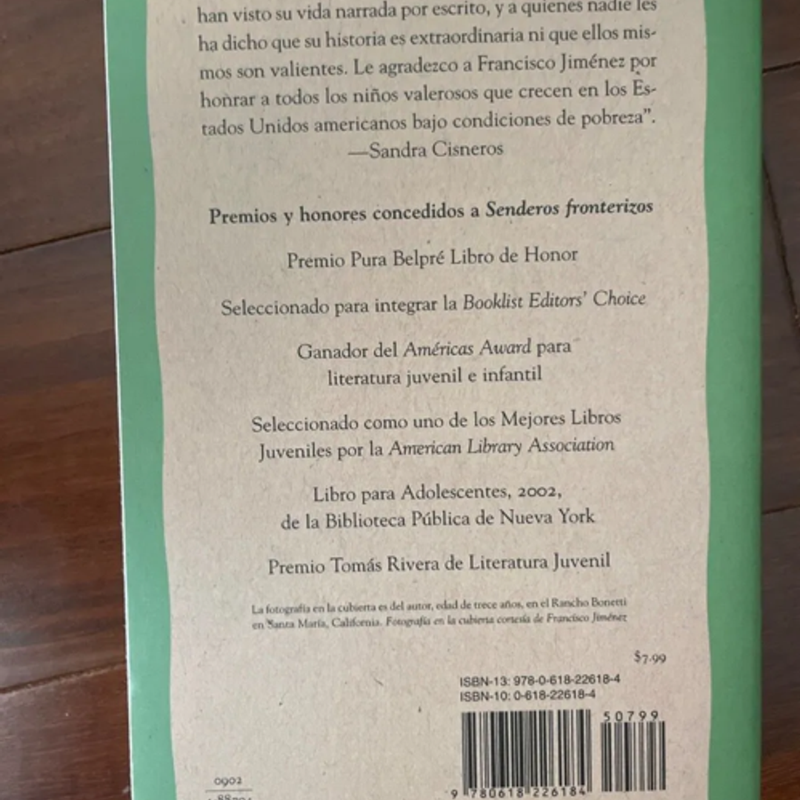 han visto su vida narrada por escrito, y a quienes nadie les
ha dicho que su historia es extraordinaria ni que ellos mis-
mos son valientes. Le agradezco a Francisco Jiménez por
honrar a todos los niños valerosos que crecen en los Es-
tados Unidos americanos bajo condiciones de pobreza”.
—Sandra Cisneros
Premios y honores concedidos a Senderos fronterizos
Premio Pura Belpré Libro de Honor
Seleccionado para integrar la Booklist Editors’ Choice
Ganador del Américas Award para
literatura juvenil e infantil
Seleccionado como uno de los Mejores Libros
Juveniles por la American Library Association
Libro para Adolescentes, 2002,
de la Biblioteca Pública de Nueva York
Premio Tomás Rivera de Literatura Juvenil
La fotografía en la cubierta es del autor, edad de trece años, en el Rancho Bonetti
en Santa María, California. Fotografía en la cubierta cortesía de Francisco Jiménez
$7.99
ISBN-13: 978-0-618-22618-4
ISBN-10: 0-618-22618-4
50799
0902
9 780618 226184